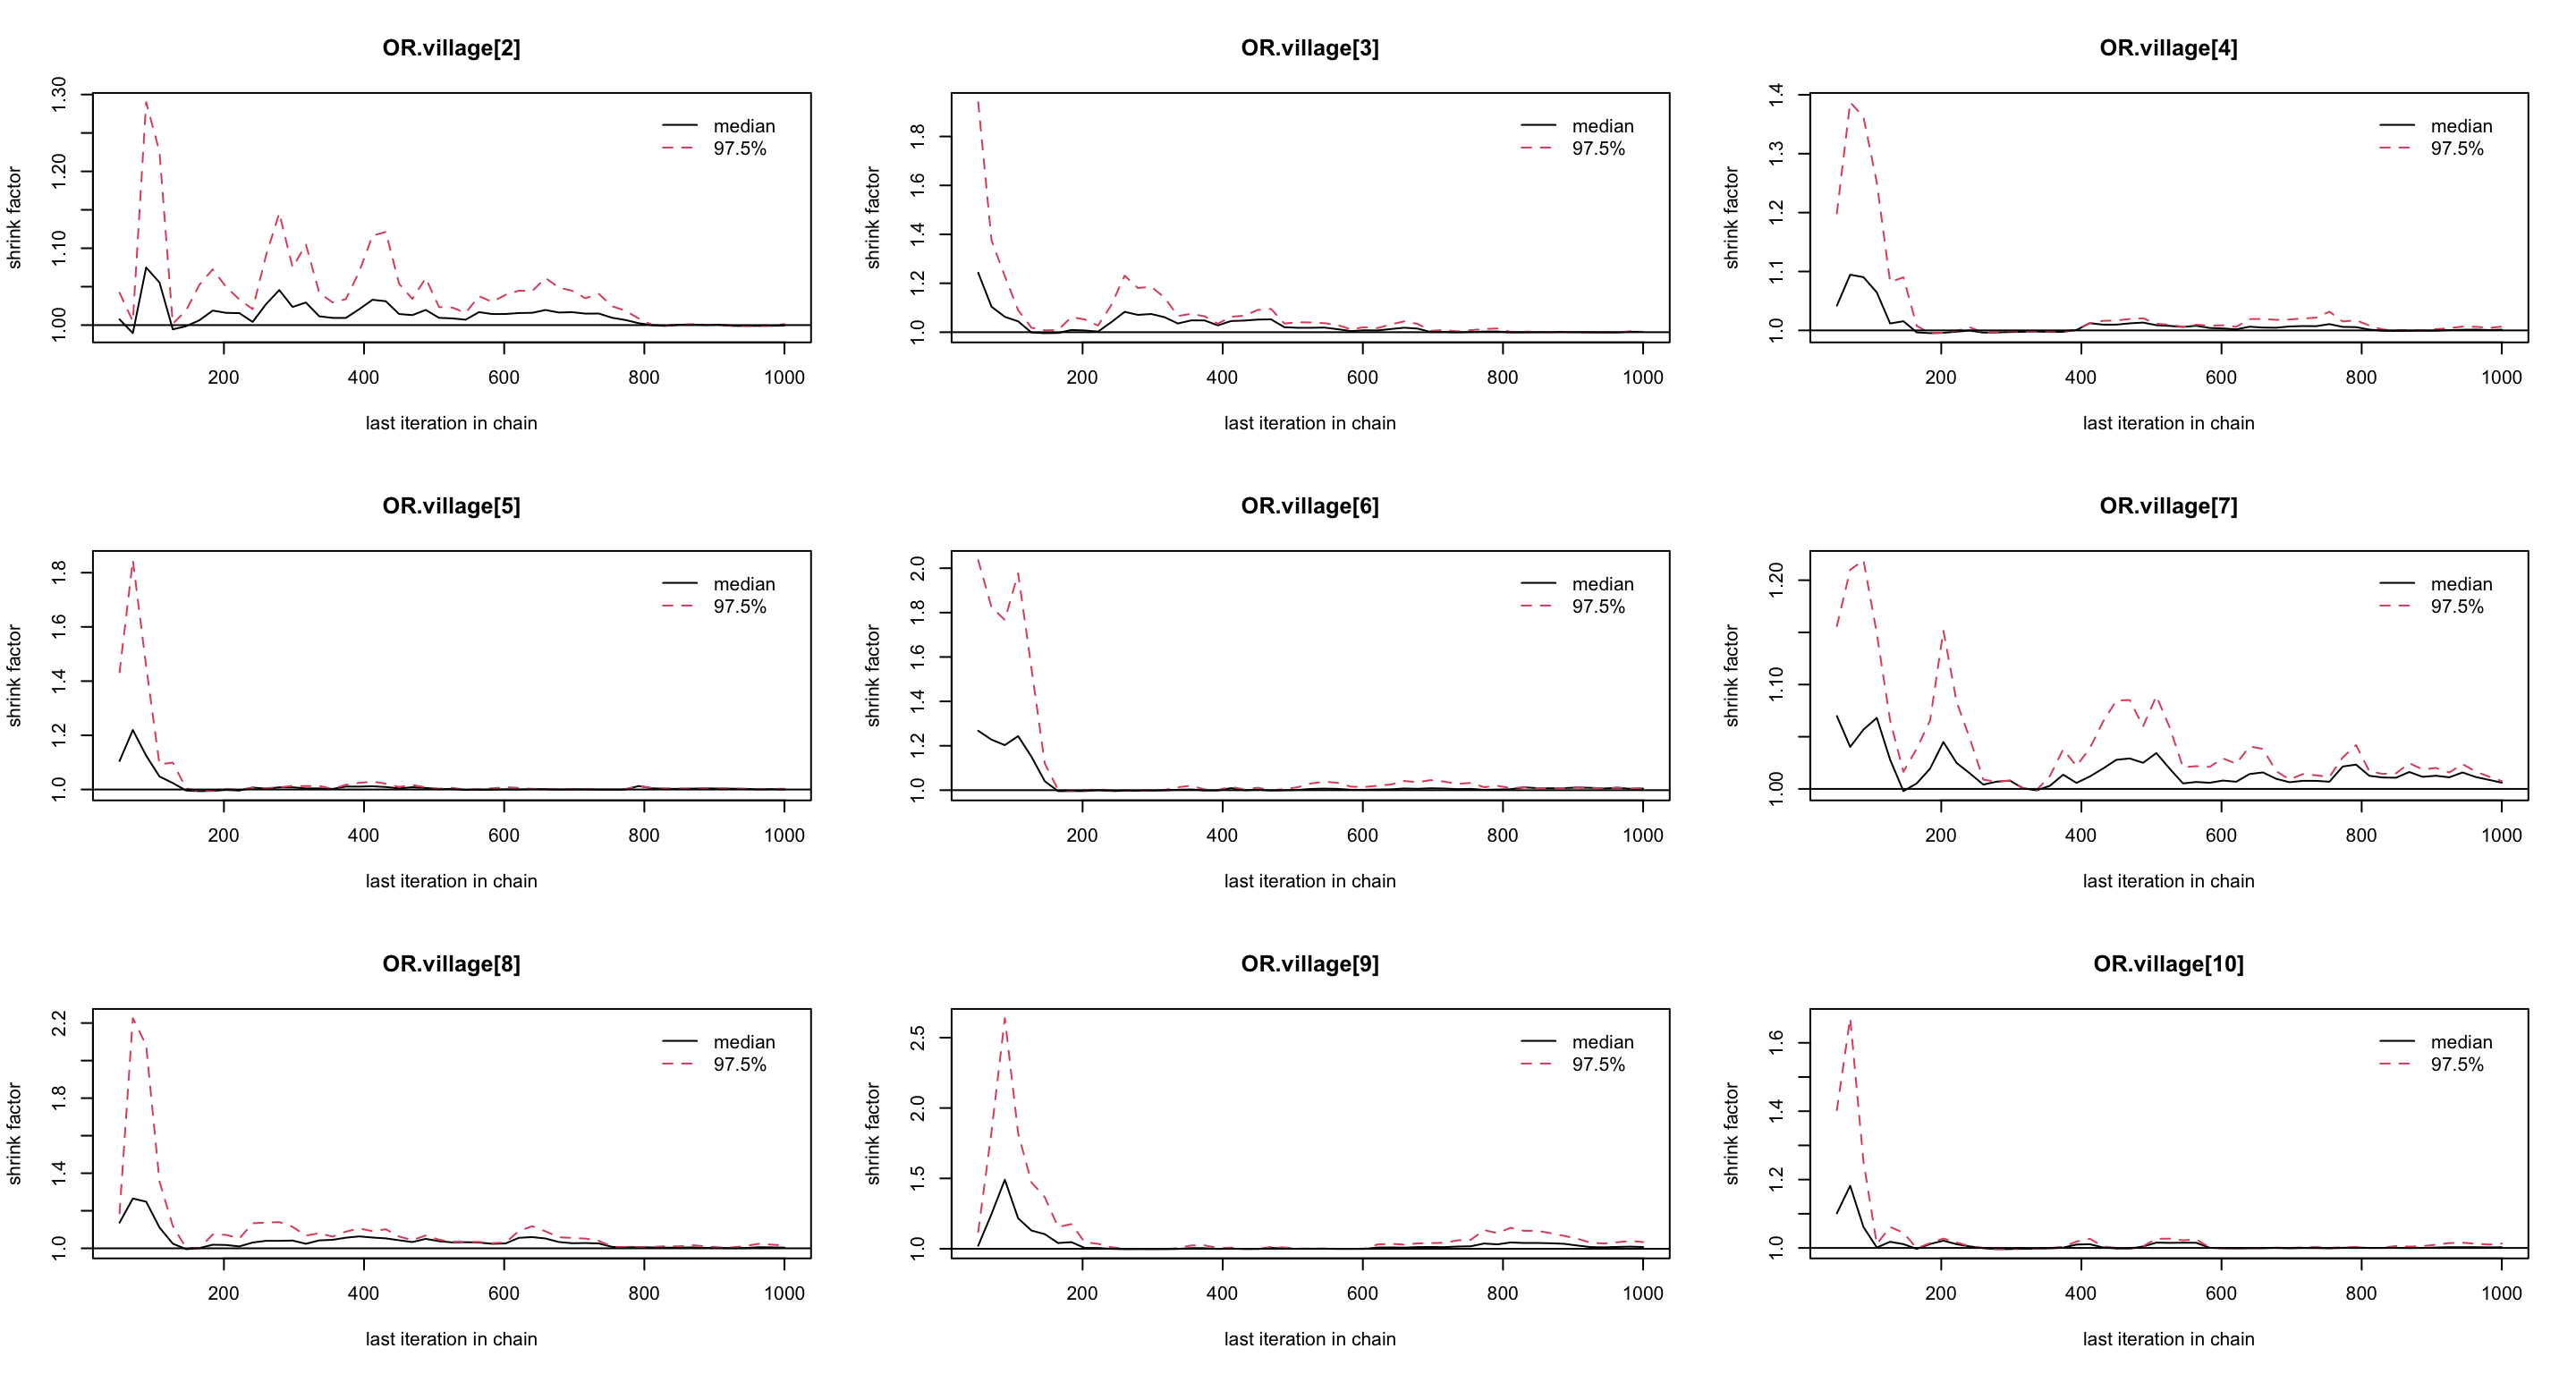 OR.village[2]
shrink factor
1.00 1.10 1.20 1.30
median
97.5%
200 400 600 800 1000
last iteration in chain
OR.village[3]
shrink factor
1.0 1.2 1.4 1.6 1.8
median
97.5%
200 400 600 800 1000
last iteration in chain
OR.village[4]
shrink factor
1.0 1.1 1.2 1.3 1.4
median
97.5%
200 400 600 800 1000
last iteration in chain
OR.village[5]
shrink factor
1.0 1.2 1.4 1.6 1.8
median
97.5%
200 400 600 800 1000
last iteration in chain
OR.village[6]
shrink factor
1.0 1.2 1.4 1.6 1.8 2.0
median
97.5%
200 400 600 800 1000
last iteration in chain
OR.village[7]
shrink factor
1.00 1.10 1.20
median
97.5%
200 400 600 800 1000
last iteration in chain
OR.village[8]
shrink factor
1.0 1.4 1.8 2.2
median
97.5%
200 400 600 800 1000
last iteration in chain
OR.village[9]
shrink factor
1.0 1.5 2.0 2.5
median
97.5%
200 400 600 800 1000
last iteration in chain
OR.village[10]
shrink factor
1.0 1.2 1.4 1.6
median
97.5%
200 400 600 800 1000
last iteration in chain